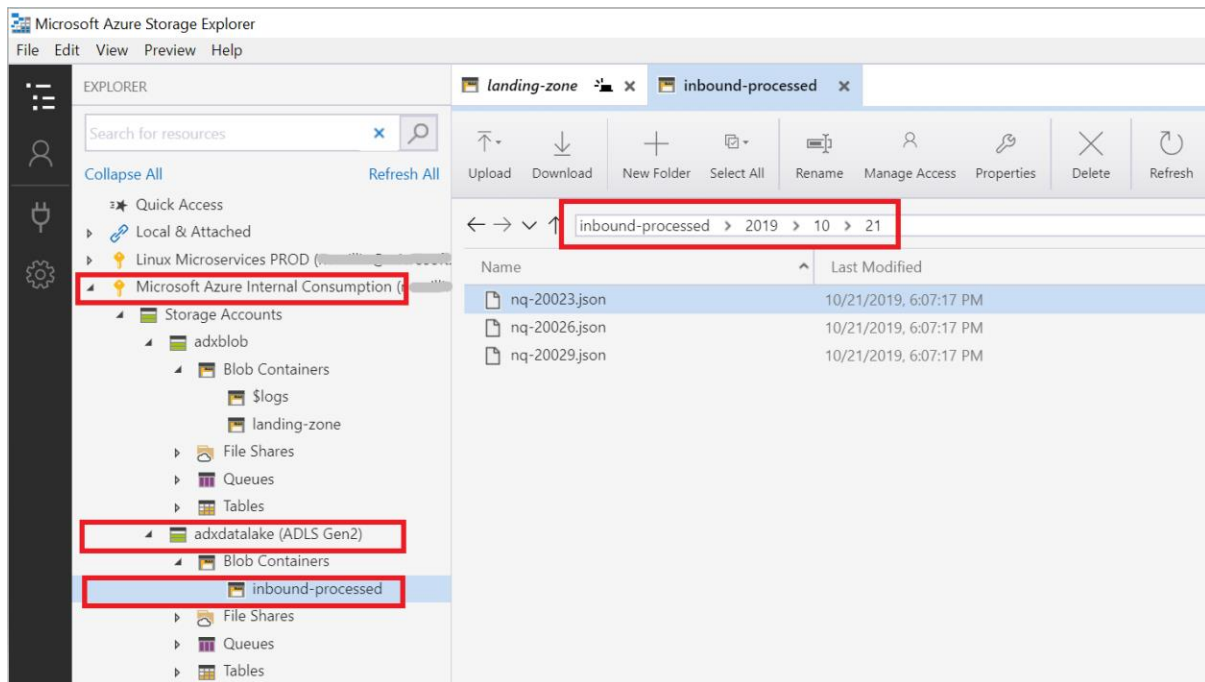 Microsoft Azure Storage Explorer
File Edit View Preview Help
EXPLORER
Search for resources
Collapse All Refresh All
Quick Access
Local & Attached
Linux Microservices PROD (
Microsoft Azure Internal Consumption (
Storage Accounts
adxblob
Blob Containers
$logs
landing-zone
File Shares
Queues
Tables
adxdatalake (ADLS Gen2)
Blob Containers
inbound-processed
File Shares
Queues
Tables
landing-zone inbound-processed
Upload Download New Folder Select All Rename Manage Access Properties Delete Refresh
inbound-processed > 2019 > 10 > 21
Name Last Modified
nq-20023.json 10/21/2019, 6:07:17 PM
nq-20026.json 10/21/2019, 6:07:17 PM
nq-20029.json 10/21/2019, 6:07:17 PM